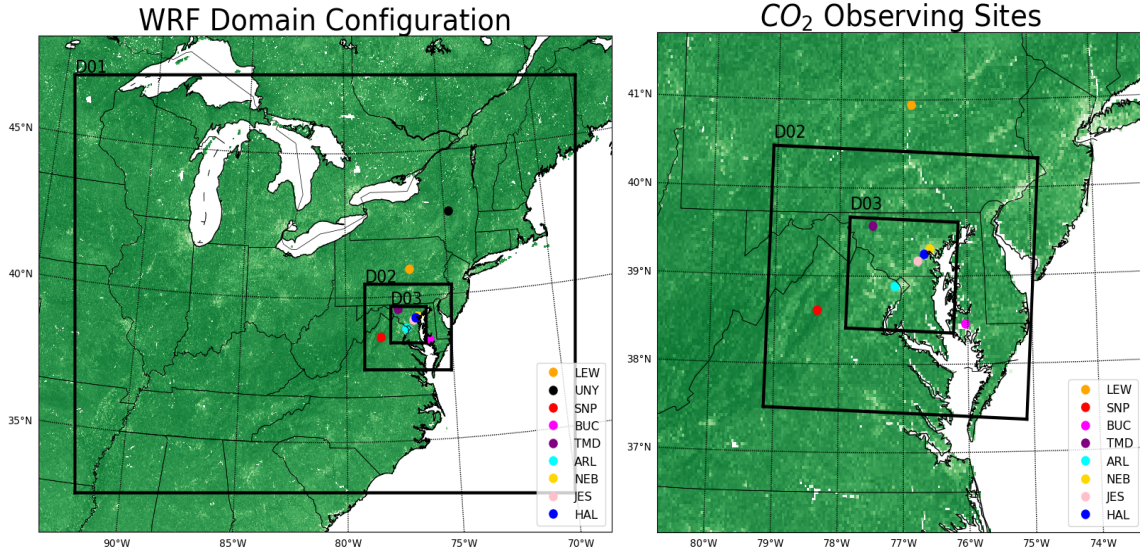 WRF Domain Configuration
D01
D02
D03
45°N
40°N
35°N
90°W
85°W
80°W
75°W
70°W
LEW
UNY
SNP
BUC
TMD
ARL
NEB
JES
HAL
CO2 Observing Sites
D02
D03
41°N
40°N
39°N
38°N
37°N
80°W
79°W
78°W
77°W
76°W
75°W
74°W
LEW
SNP
BUC
TMD
ARL
NEB
JES
HAL